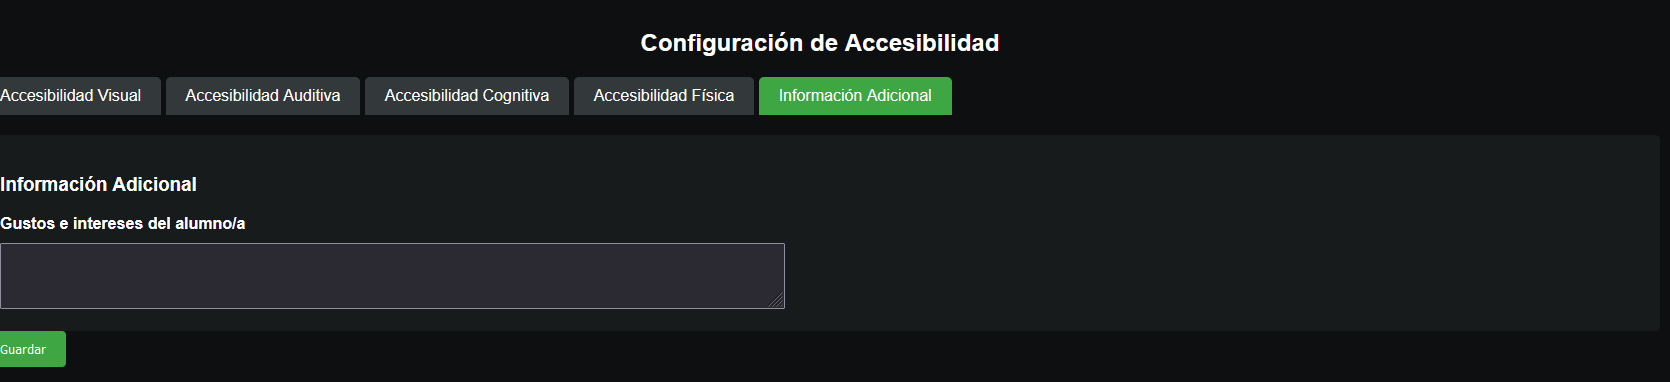 Configuración de Accesibilidad
Accesibilidad Visual Accesibilidad Auditiva Accesibilidad Cognitiva Accesibilidad Física Información Adicional
Información Adicional
Gustos e intereses del alumno/a
Guardar